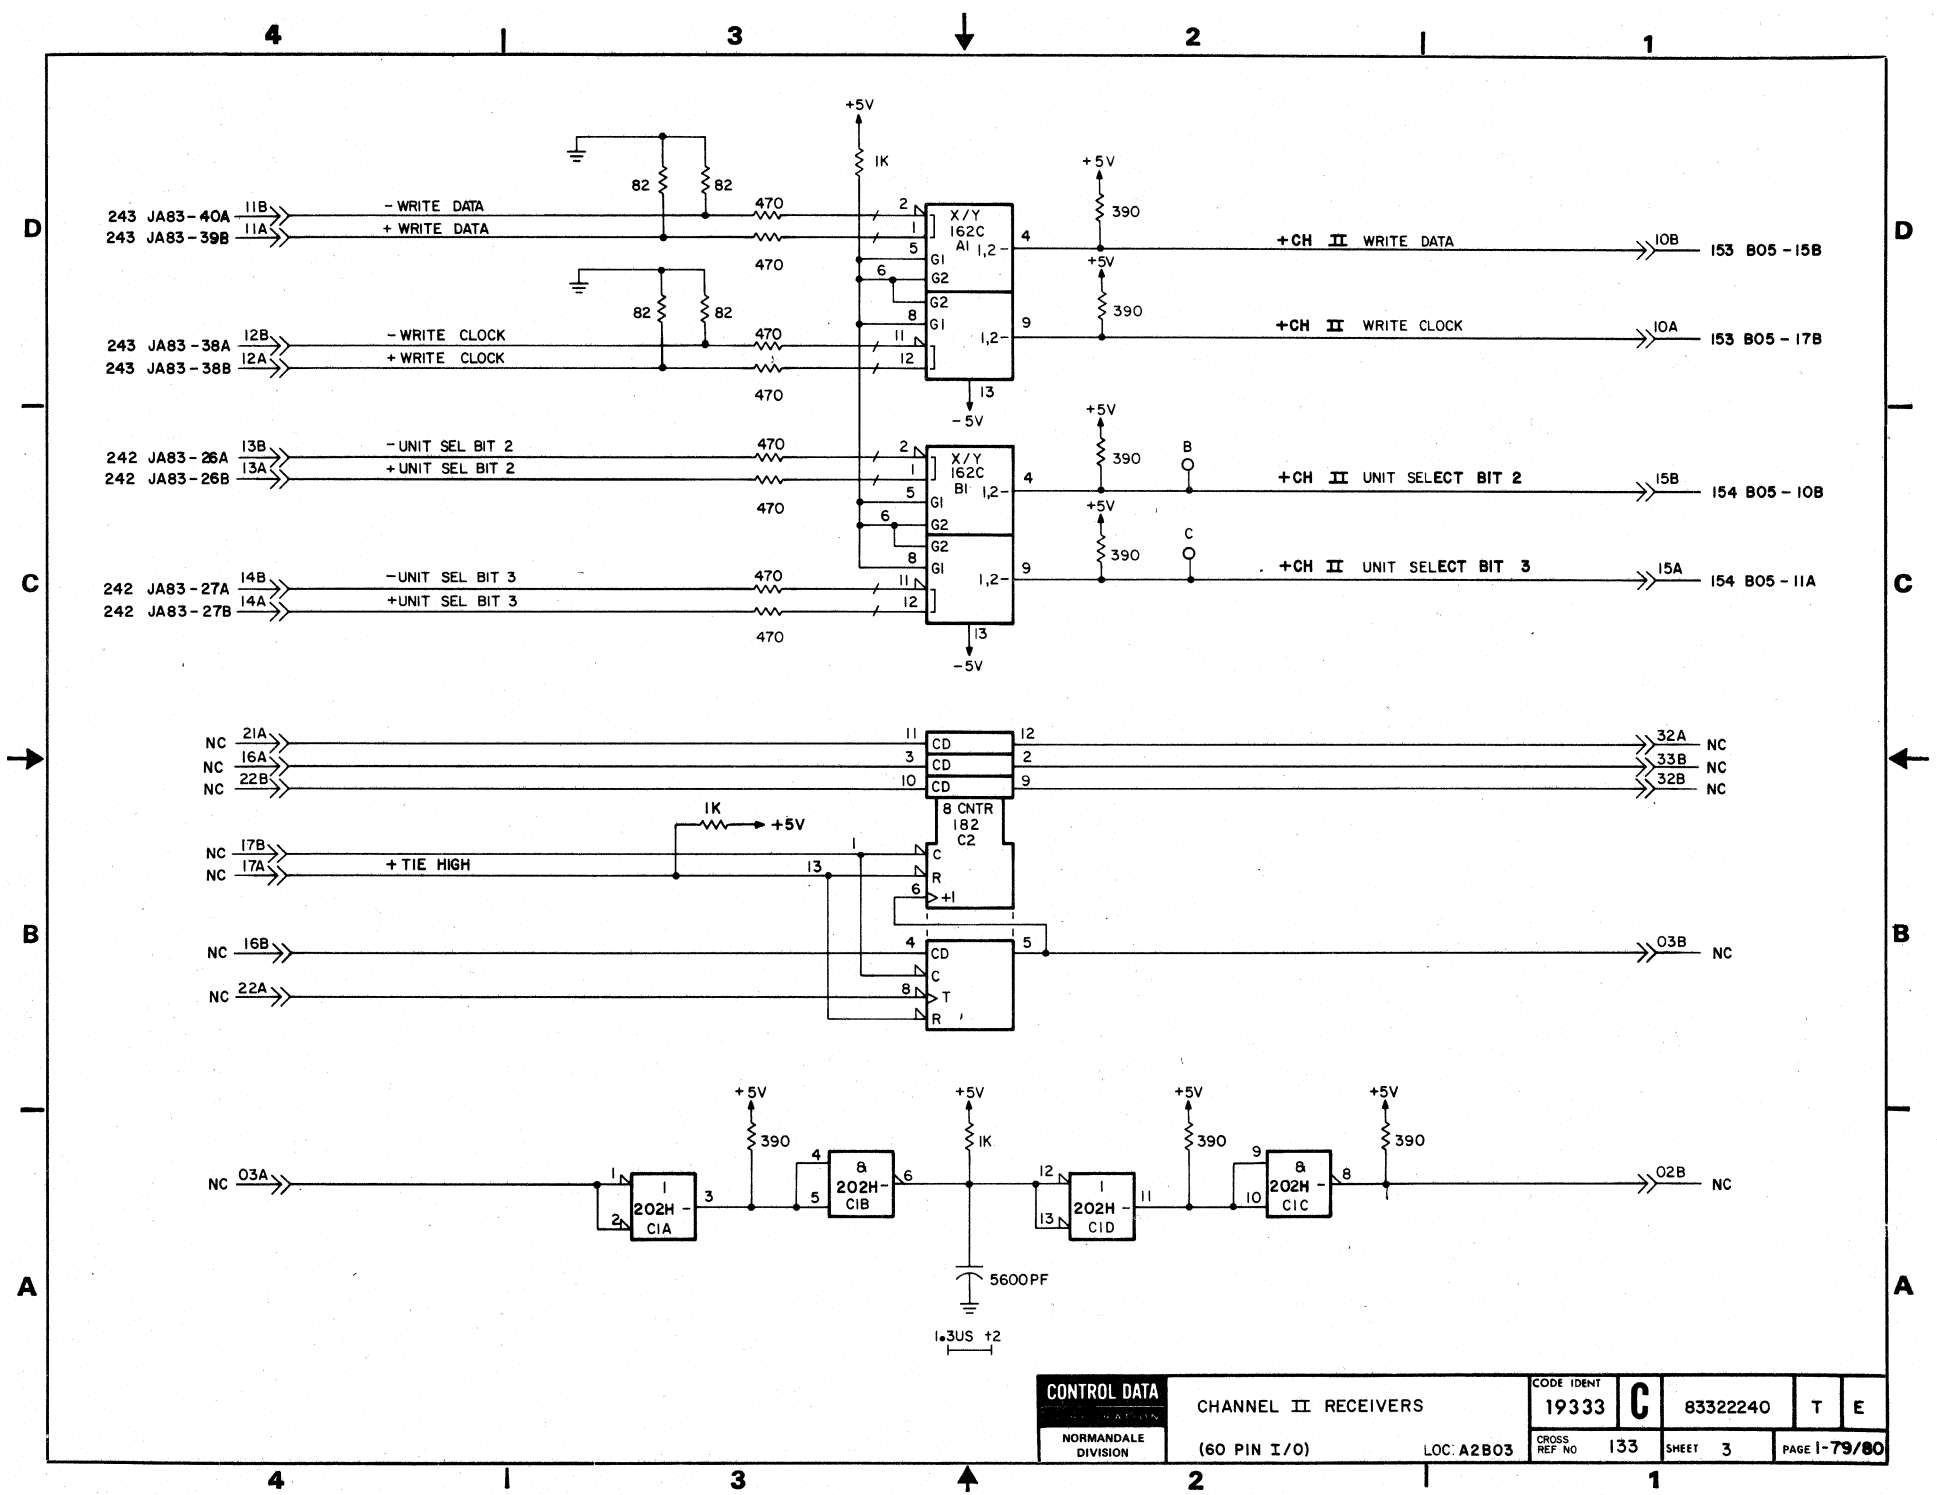 4 3 2 1
+5V
1K
82 82
+5V
390
243 JA83-40A 11B -WRITE DATA 470 2 X/Y
243 JA83-39B 11A +WRITE DATA 470 1 162C
A1 1,2 4 +CH II WRITE DATA 10B 153 B05-15B
D D
5 G1
6 G2
G2
8 G1
+5V
390
82 82
243 JA83-38A 12B -WRITE CLOCK 470 11
243 JA83-38B 12A +WRITE CLOCK 470 12
1,2 9 +CH II WRITE CLOCK 10A 153 B05-17B
13
-5V
+5V
390
B
242 JA83-26A 13B -UNIT SEL BIT 2 470 2 X/Y
242 JA83-26B 13A +UNIT SEL BIT 2 470 1 162C
B1 1,2 4 +CH II UNIT SELECT BIT 2 15B 154 B05-10B
5 G1
6 G2
G2
8 G1
+5V
390
C
C C
242 JA83-27A 14B -UNIT SEL BIT 3 470 11
242 JA83-27B 14A +UNIT SEL BIT 3 470 12
1,2 9 +CH II UNIT SELECT BIT 3 15A 154 B05-11A
13
-5V
NC 21A 11 CD 12 32A NC
NC 16A 3 CD 2 33B NC
NC 22B 10 CD 9 32B NC
8 CNTR
182
C2
1K +5V
NC 17B 1 C
NC 17A +TIE HIGH 13 R
6 +1
B B
NC 16B 4 CD 5 03B NC
C
NC 22A 8 T
R
+5V +5V +5V +5V
390 1K 390 390
NC 03A 1 2 1 202H C1A 3
4 5 & 202H C1B 6
12 13 1 202H C1D 11
9 10 & 202H C1C 8 02B NC
A A
5600PF
1.3US +2
CONTROL DATA
NORMANDALE
DIVISION
CHANNEL II RECEIVERS
(60 PIN I/O) LOC: A2B03
CODE IDENT
19333 C 83322240 T E
CROSS
REF NO 133 SHEET 3 PAGE 1-79/80
4 3 2 1